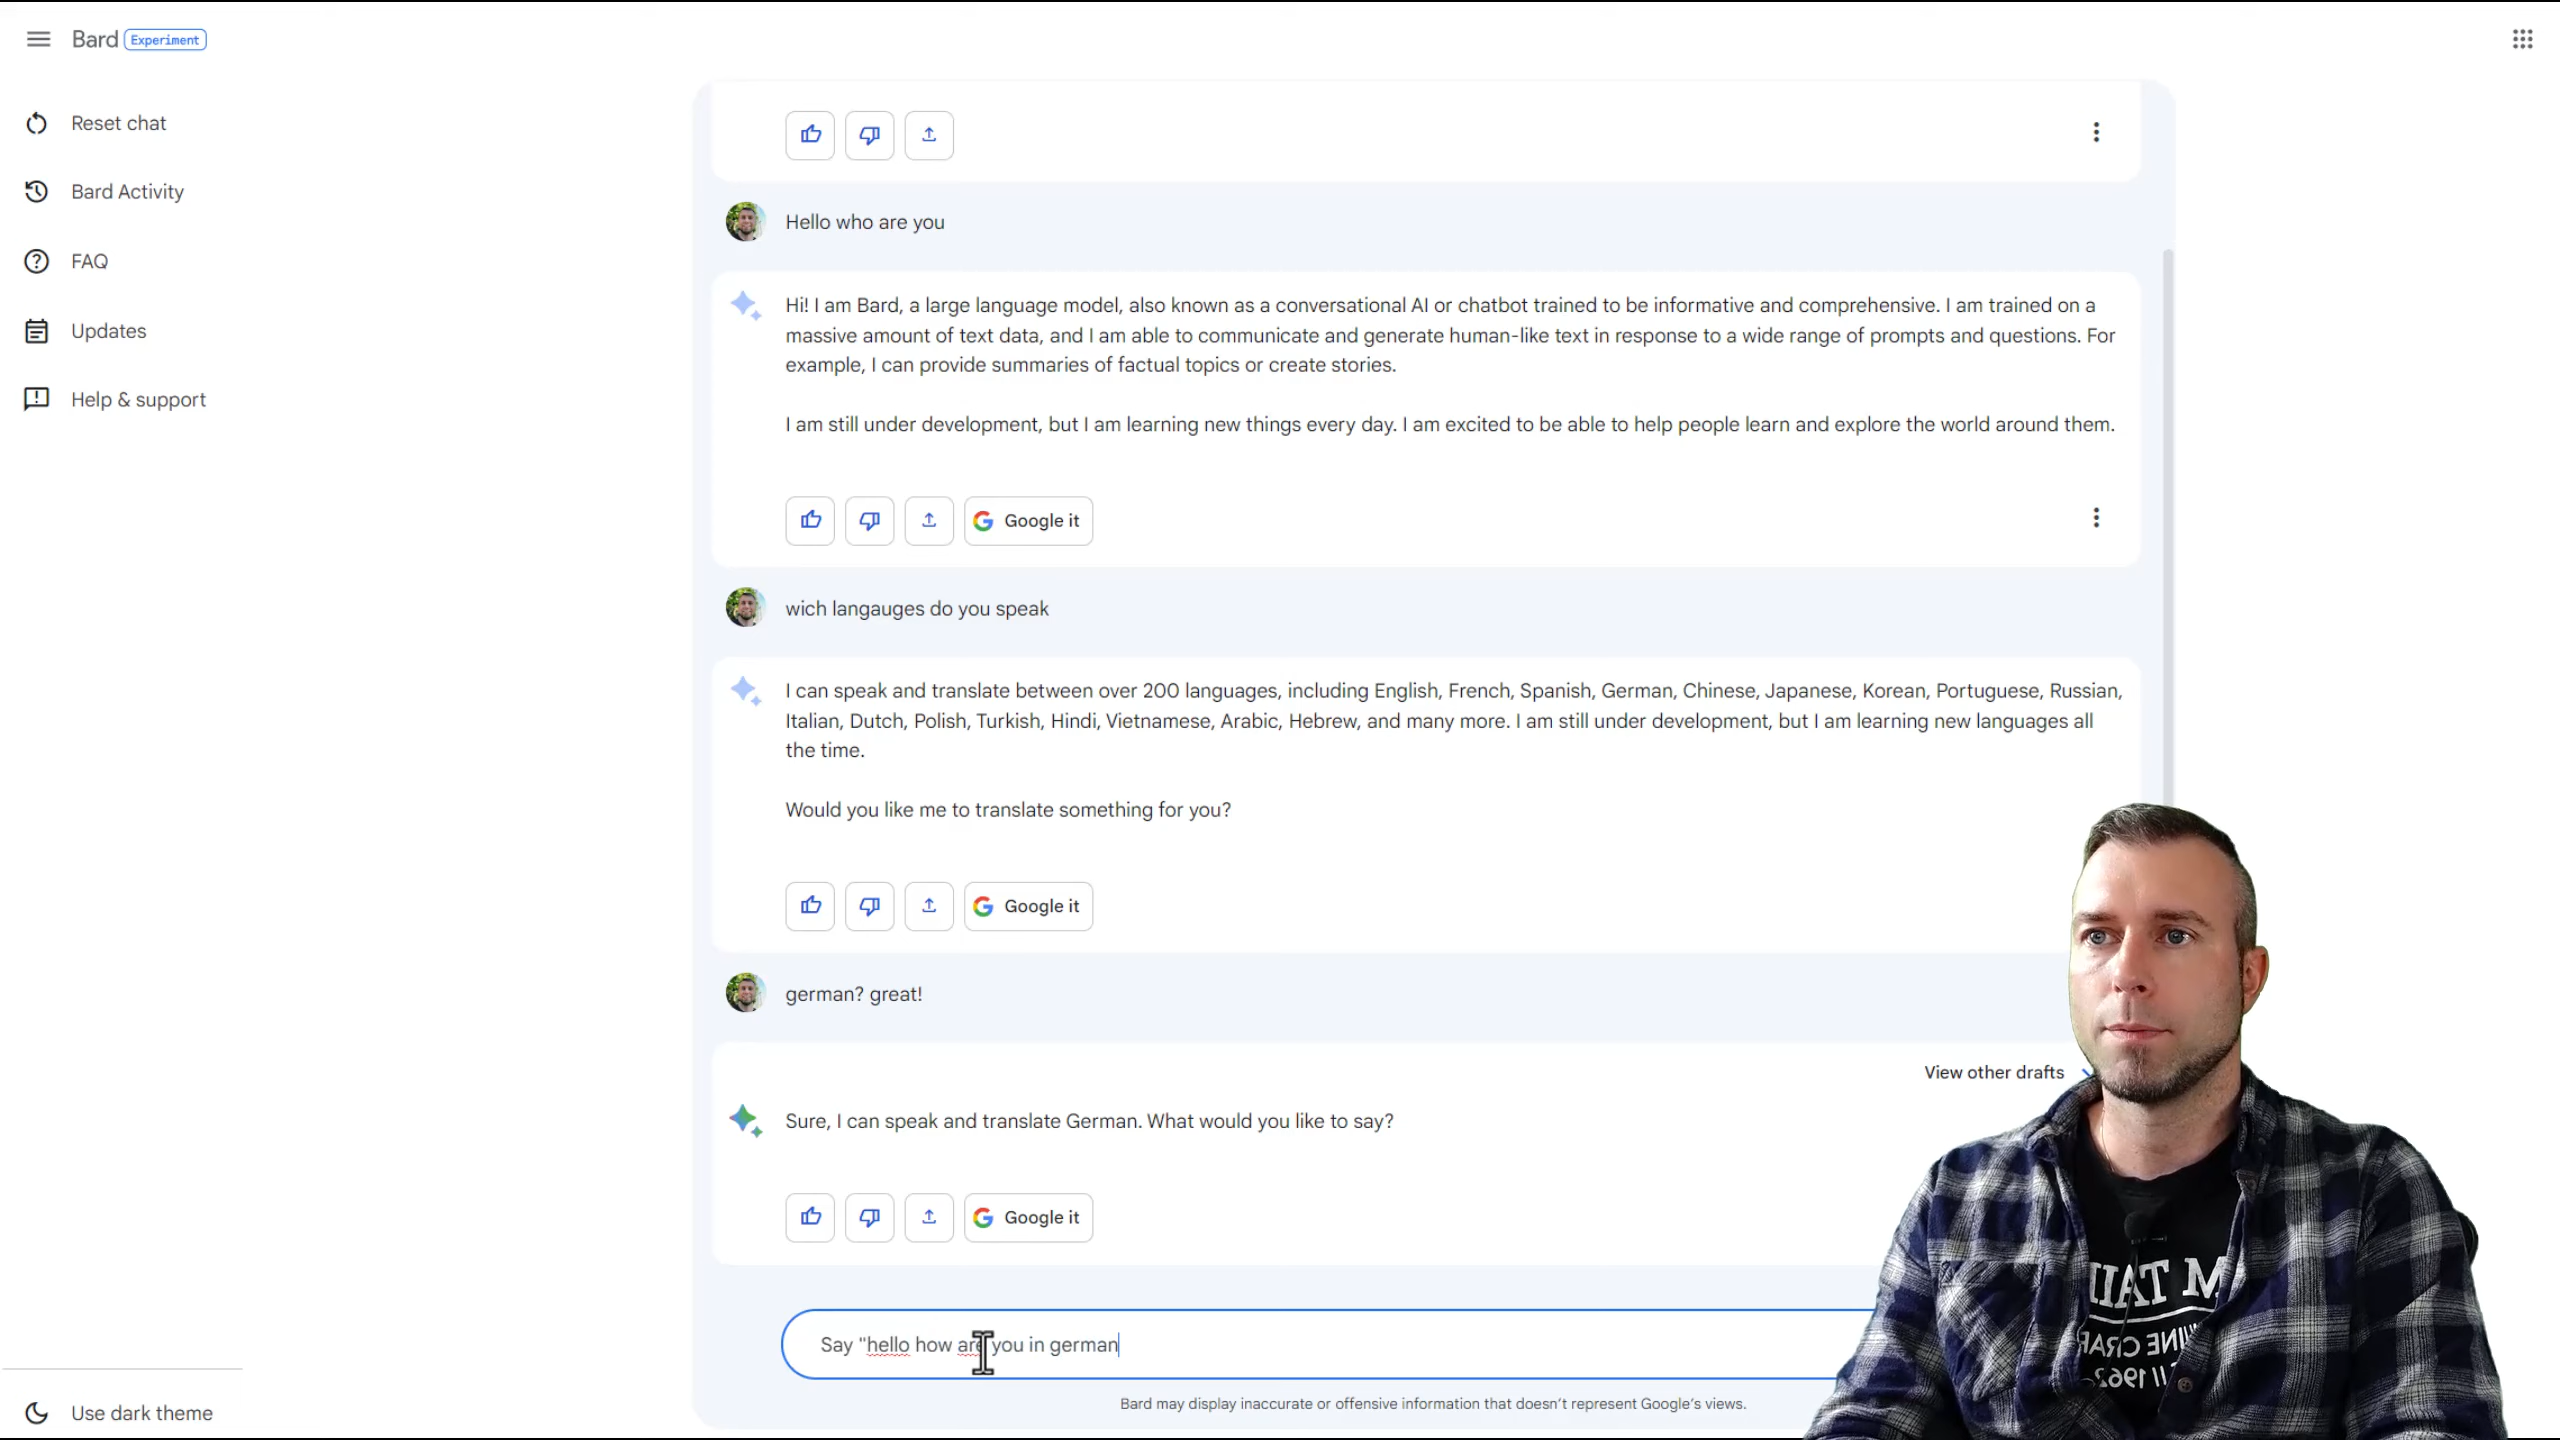 Bard Experiment
Reset chat
Bard Activity
FAQ
Updates
Help & support
Hello who are you
Hi! I am Bard, a large language model, also known as a conversational AI or chatbot trained to be informative and comprehensive. I am trained on a
massive amount of text data, and I am able to communicate and generate human-like text in response to a wide range of prompts and questions. For
example, I can provide summaries of factual topics or create stories.
I am still under development, but I am learning new things every day. I am excited to be able to help people learn and explore the world around them.
Google it
wich langauges do you speak
I can speak and translate between over 200 languages, including English, French, Spanish, German, Chinese, Japanese, Korean, Portuguese, Russian,
Italian, Dutch, Polish, Turkish, Hindi, Vietnamese, Arabic, Hebrew, and many more. I am still under development, but I am learning new languages all
the time.
Would you like me to translate something for you?
Google it
german? great!
View other drafts
Sure, I can speak and translate German. What would you like to say?
Google it
Say "hello how are you in german
Bard may display inaccurate or offensive information that doesn't represent Google's views.
Use dark theme